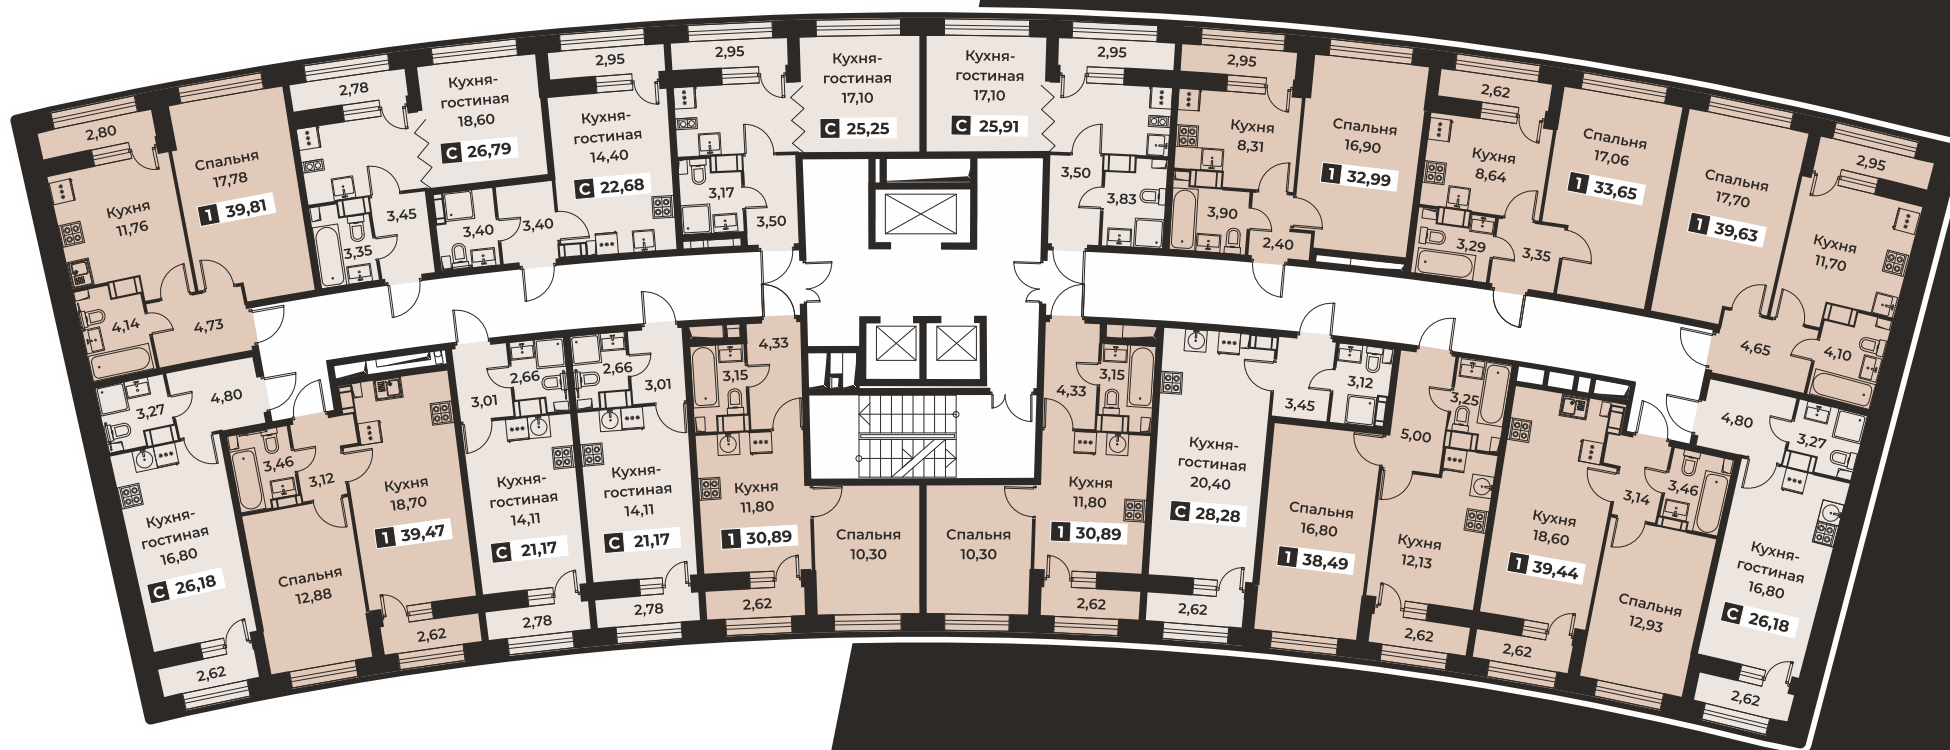 2,80
Спальня
17,78
1 39,81
Кухня
11,76
4,14
4,73
2,78
Кухня-
гостиная
18,60
С 26,79
3,45
3,35
2,95
Кухня-
гостиная
14,40
С 22,68
3,40
3,40
2,95
Кухня-
гостиная
17,10
С 25,25
3,17
3,50
Кухня-
гостиная
17,10
С 25,91
2,95
3,50
3,83
2,95
Кухня
8,31
Спальня
16,90
1 32,99
3,90
2,40
2,62
Кухня
8,64
Спальня
17,06
1 33,65
3,29
3,35
Спальня
17,70
1 39,63
2,95
Кухня
11,70
4,65
4,10
3,27
4,80
Кухня-
гостиная
16,80
С 26,18
2,62
3,46
3,12
Кухня
18,70
1 39,47
Спальня
12,88
2,62
3,01
2,66
Кухня-
гостиная
14,11
С 21,17
2,78
2,66
3,01
Кухня-
гостиная
14,11
С 21,17
2,78
4,33
3,15
Кухня
11,80
1 30,89
Спальня
10,30
2,62
4,33
3,15
Кухня
11,80
1 30,89
Спальня
10,30
2,62
3,45
3,12
Кухня-
гостиная
20,40
С 28,28
2,62
5,00
3,25
Спальня
16,80
1 38,49
Кухня
12,13
2,62
Кухня
18,60
1 39,44
3,14
3,46
Спальня
12,93
2,62
4,80
3,27
Кухня-
гостиная
16,80
С 26,18
2,62